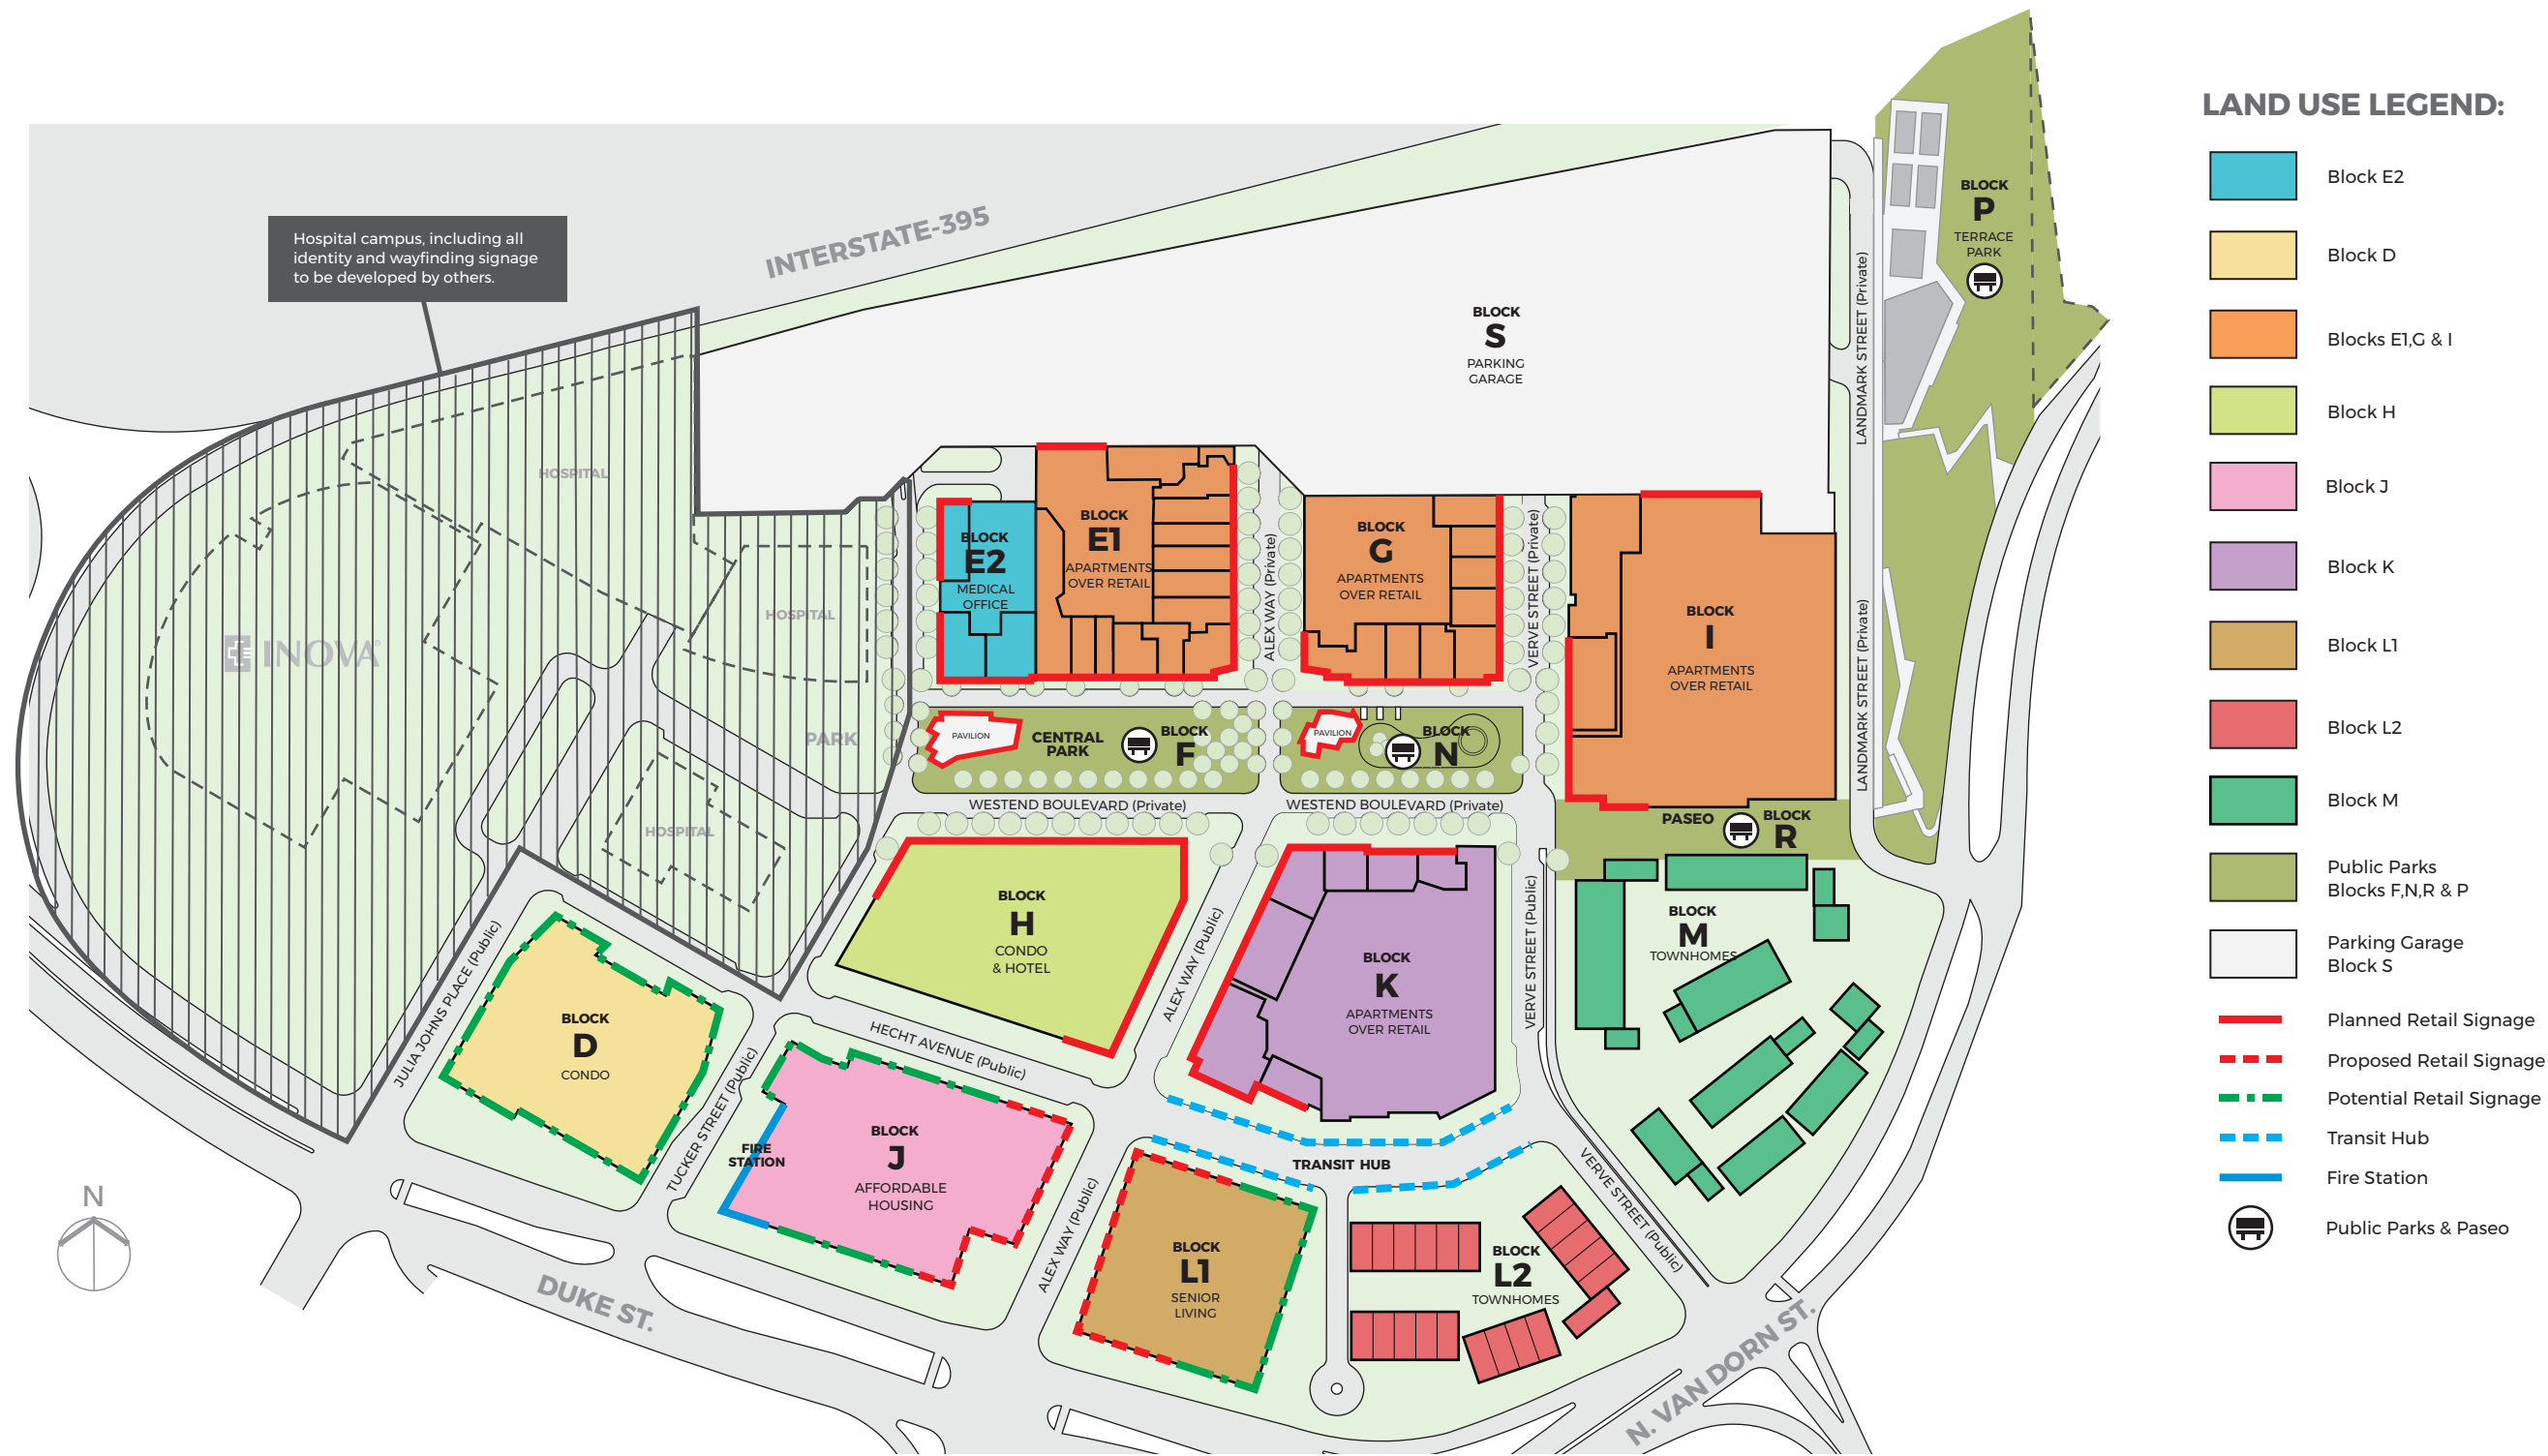 LAND USE LEGEND:
Block E2
Block D
Blocks E1,G & I
Block H
Block J
Block K
Block L1
Block L2
Block M
Public Parks
Blocks F,N,R & P
Parking Garage
Block S
Planned Retail Signage
Proposed Retail Signage
Potential Retail Signage
Transit Hub
Fire Station
Public Parks & Paseo
Hospital campus, including all
identity and wayfinding signage
to be developed by others.
INTERSTATE-395
BLOCK
P
TERRACE
PARK
BLOCK
S
PARKING
GARAGE
LANDMARK STREET (Private)
LANDMARK STREET (Private)
HOSPITAL
HOSPITAL
HOSPITAL
INOVA
PARK
BLOCK
E2
MEDICAL
OFFICE
BLOCK
E1
APARTMENTS
OVER RETAIL
ALEX WAY (Private)
BLOCK
G
APARTMENTS
OVER RETAIL
VERVE STREET (Private)
BLOCK
I
APARTMENTS
OVER RETAIL
PAVILION
CENTRAL
PARK
BLOCK
F
PAVILION
BLOCK
N
WESTEND BOULEVARD (Private)
WESTEND BOULEVARD (Private)
PASEO
BLOCK
R
BLOCK
H
CONDO
& HOTEL
ALEX WAY (Public)
BLOCK
K
APARTMENTS
OVER RETAIL
VERVE STREET (Public)
BLOCK
M
TOWNHOMES
JULIA JOHNS PLACE (Public)
BLOCK
D
CONDO
TUCKER STREET (Public)
HECHT AVENUE (Public)
FIRE
STATION
BLOCK
J
AFFORDABLE
HOUSING
ALEX WAY (Public)
TRANSIT HUB
VERVE STREET (Public)
BLOCK
L1
SENIOR
LIVING
BLOCK
L2
TOWNHOMES
N
DUKE ST.
N. VAN DORN ST.